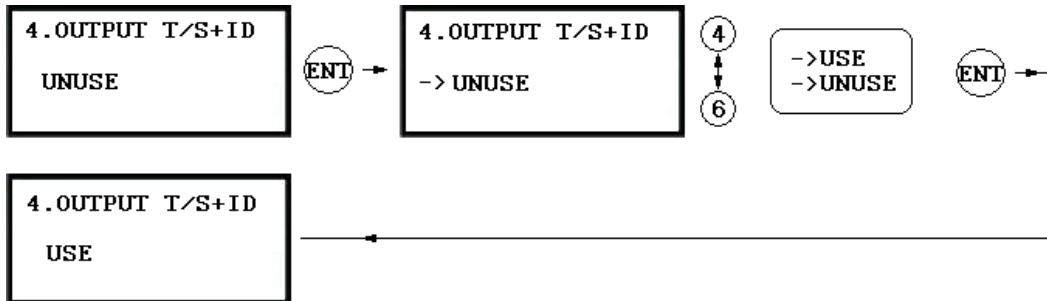 4.OUTPUT T/S+ID
UNUSE
ENT
4.OUTPUT T/S+ID
->UNUSE
4
6
->USE
->UNUSE
ENT
4.OUTPUT T/S+ID
USE